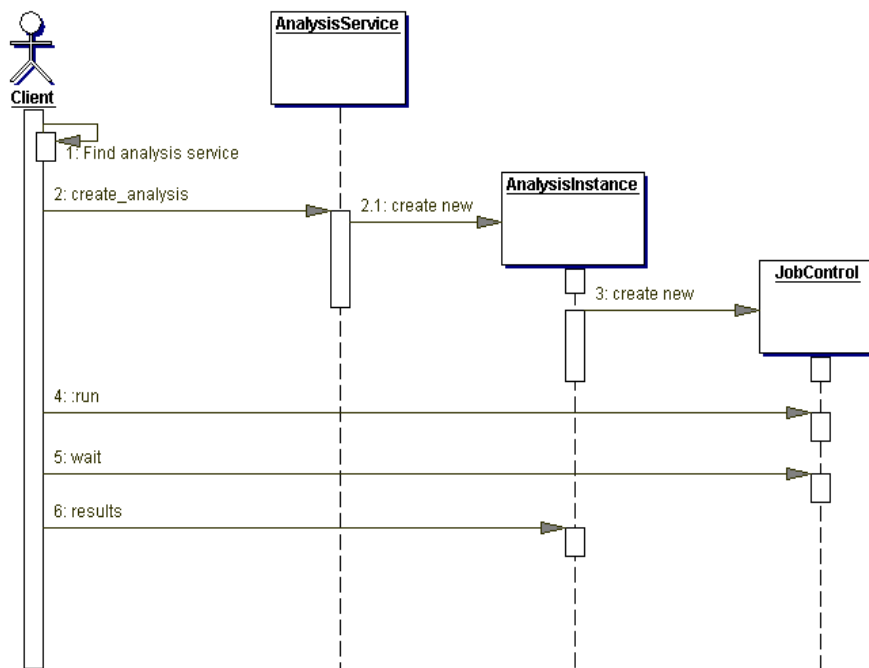 AnalysisService
Client
1: Find analysis service
2: create_analysis
2.1: create new
AnalysisInstance
3: create new
JobControl
4: :run
5: wait
6: results